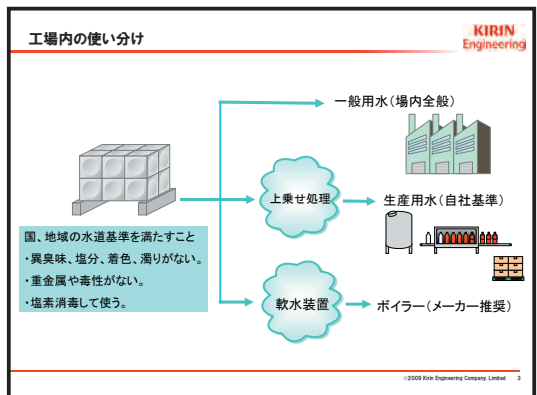 工場内の使い分け
KIRIN
Engineering
一般用水(場内全般)
上乗せ処理
生産用水(自社基準)
国、地域の水道基準を満たすこと
・異臭味、塩分、着色、濁りがない。
・重金属や毒性がない。
・塩素消毒して使う。
軟水装置
ボイラー(メーカー推奨)
©2009 Kirin Engineering Company, Limited 3